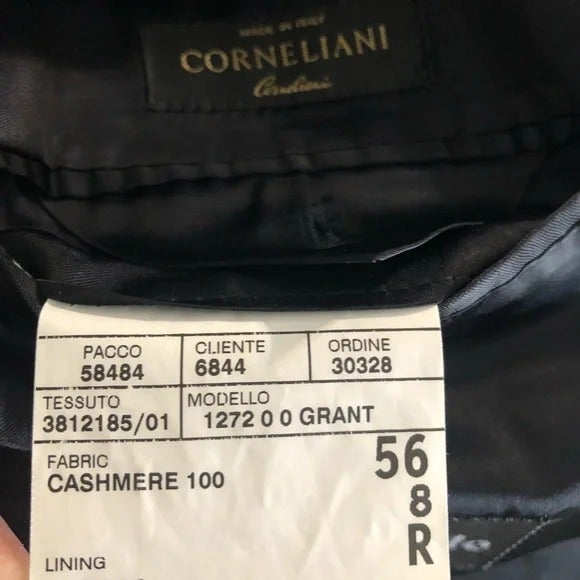 MADE IN ITALY
CORNELIANI
Corneliani
PACCO CLIENTE ORDINE
58484 6844 30328
TESSUTO MODELLO
3812185/01 1272 0 0 GRANT
FABRIC
CASHMERE 100
56
8
R
LINING